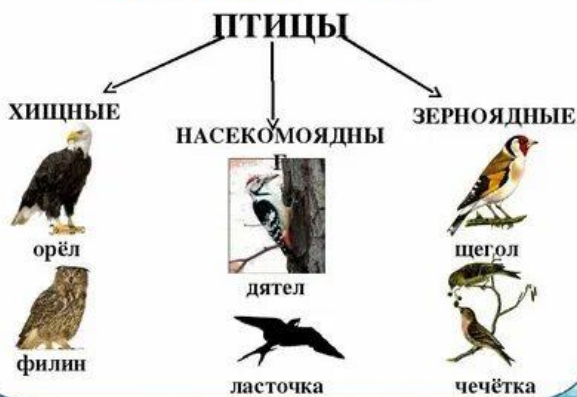 ПТИЦЫ
ХИЩНЫЕ
орёл
филин
НАСЕКОМОЯДНЫ
Е
дятел
ласточка
ЗЕРНОЯДНЫЕ
щегол
чечётка